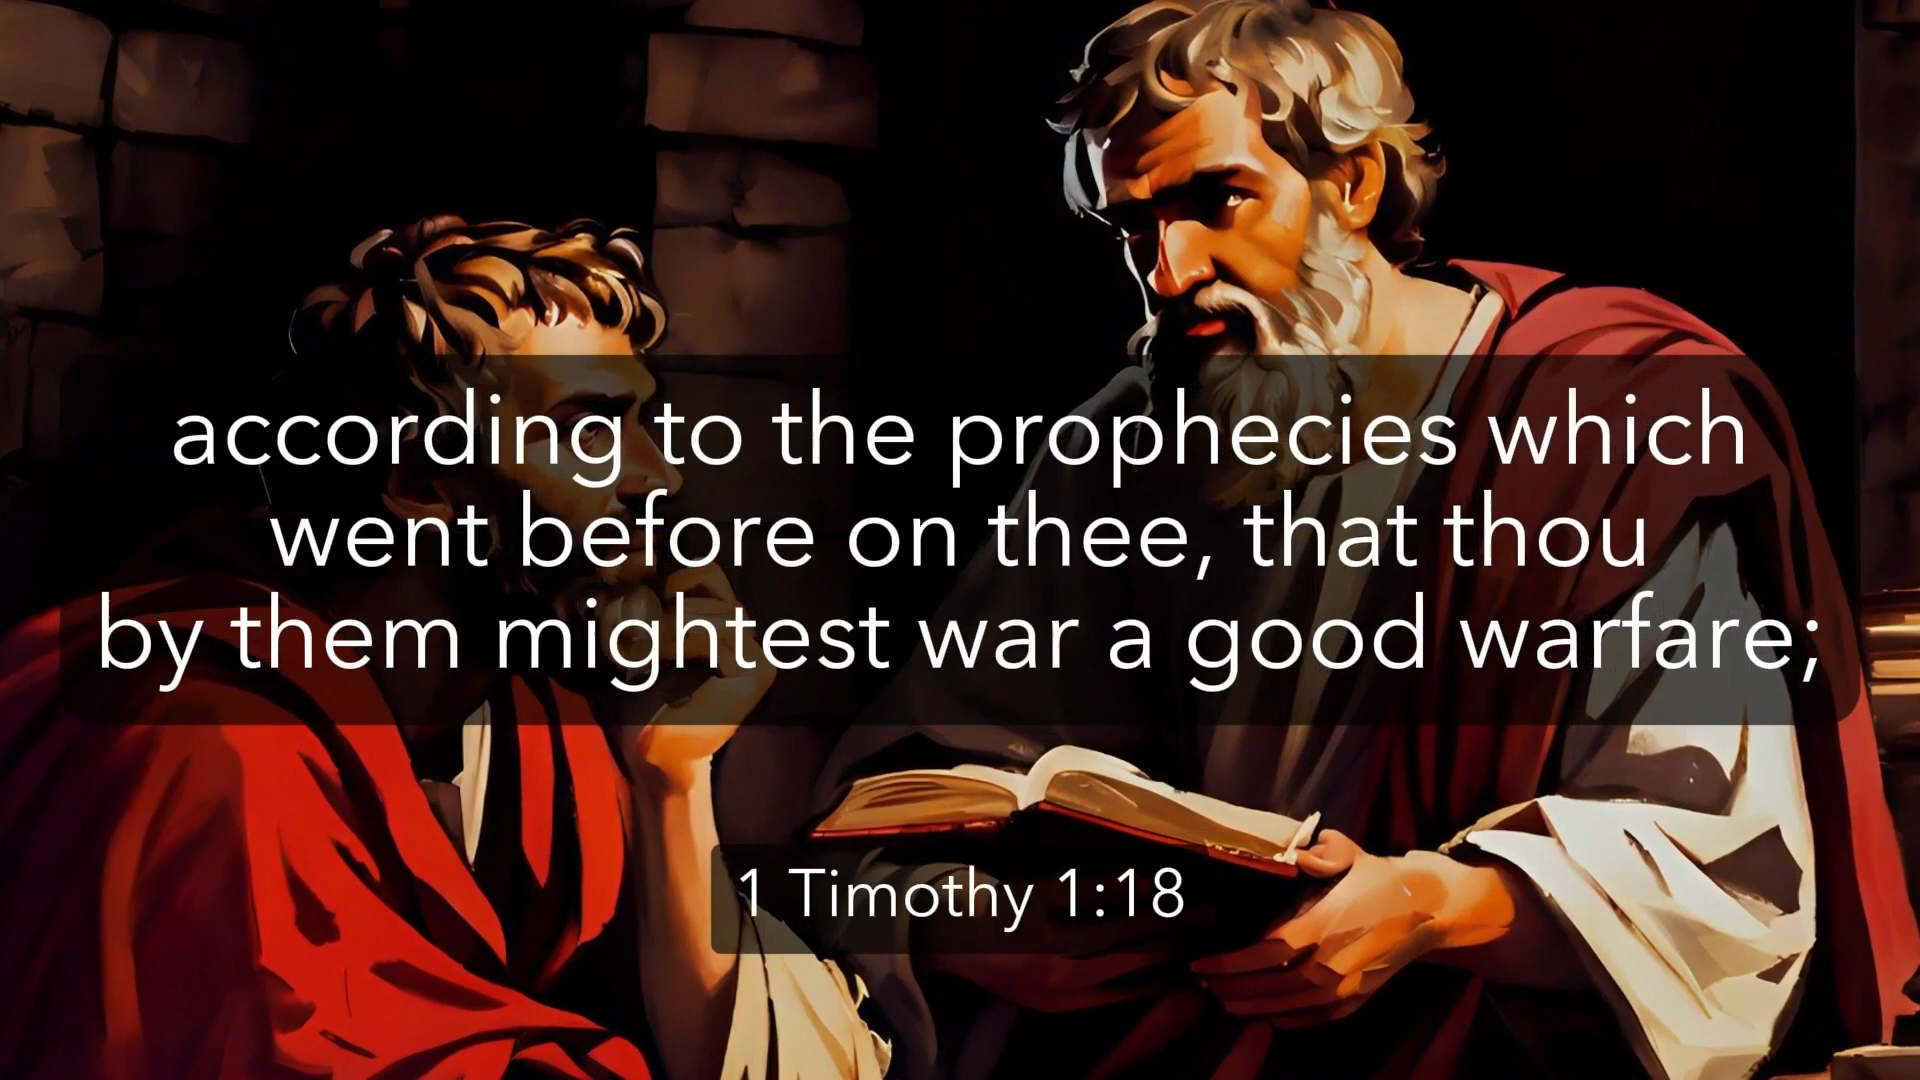 according to the prophecies which
went before on thee, that thou
by them mightest war a good warfare;
1 Timothy 1:18